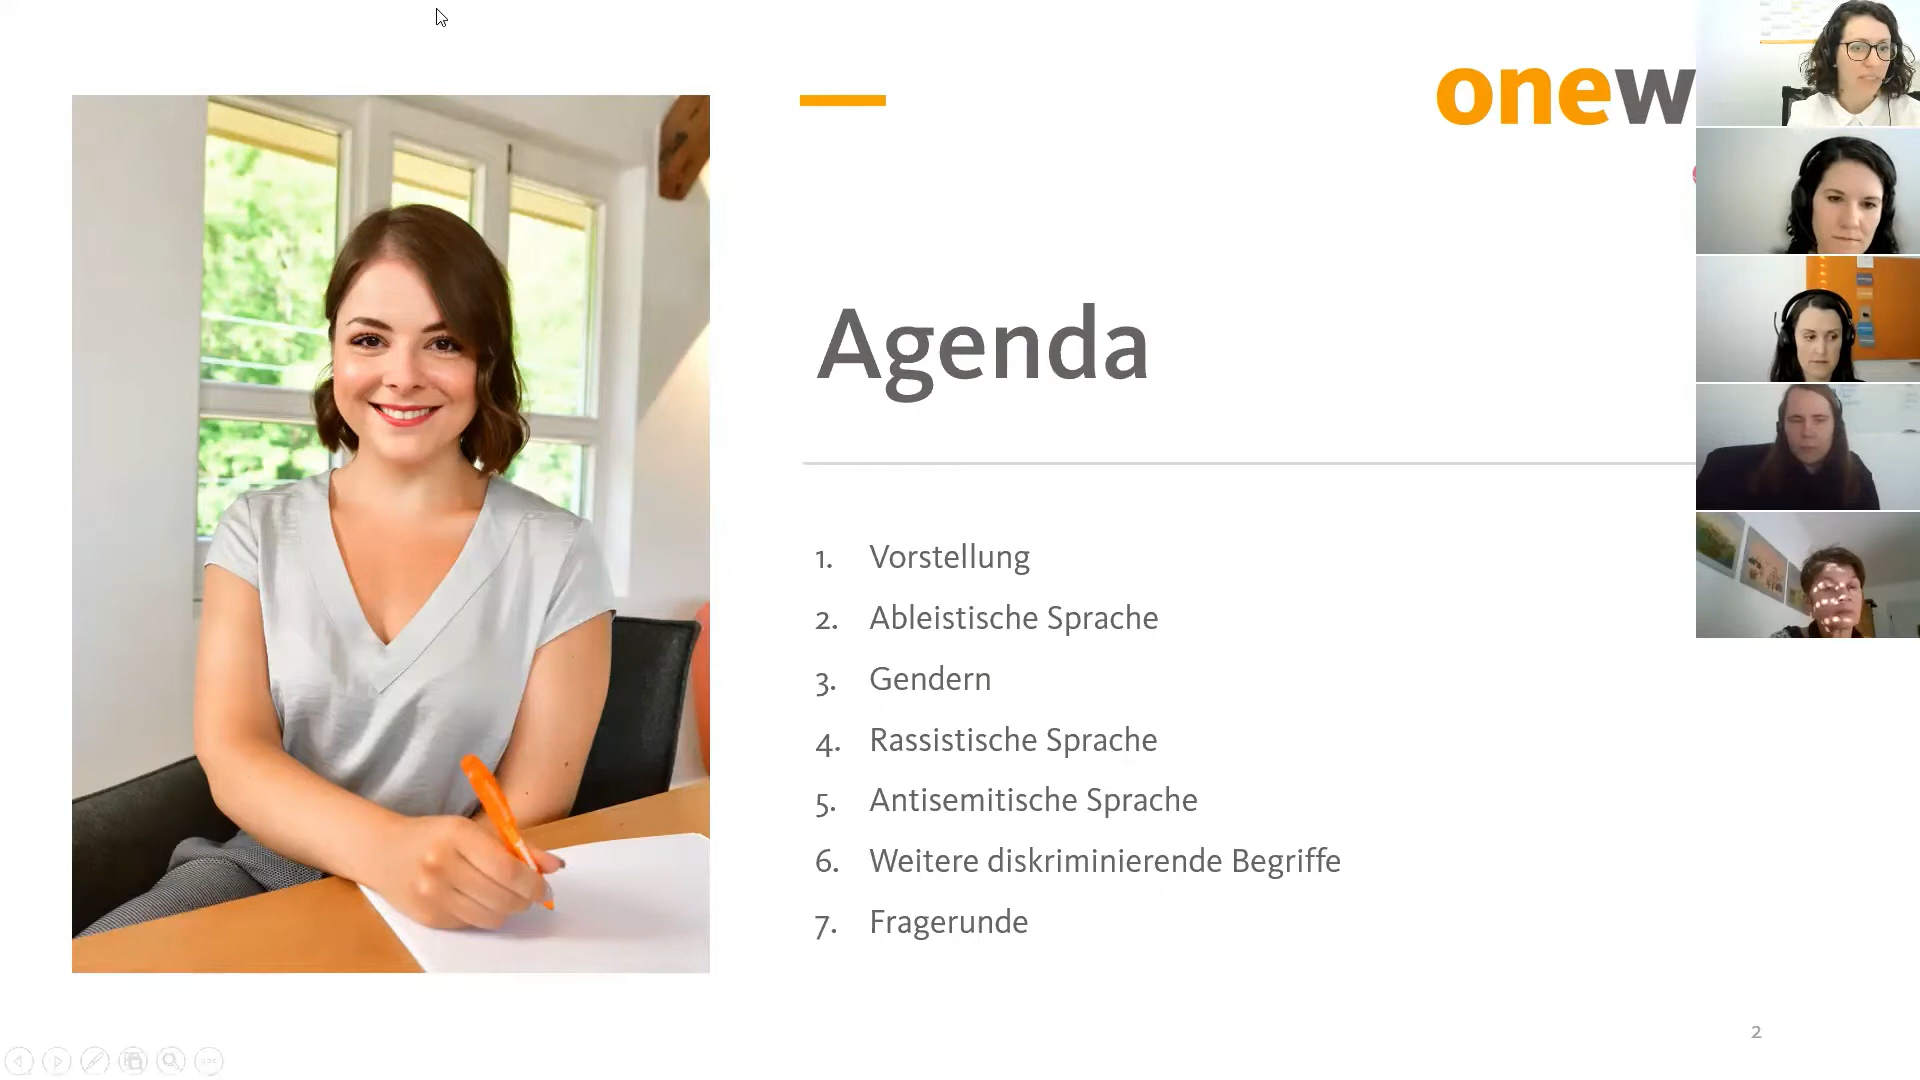 onew
Agenda
1. Vorstellung
2. Ableistische Sprache
3. Gendern
4. Rassistische Sprache
5. Antisemitische Sprache
6. Weitere diskriminierende Begriffe
7. Fragerunde
2